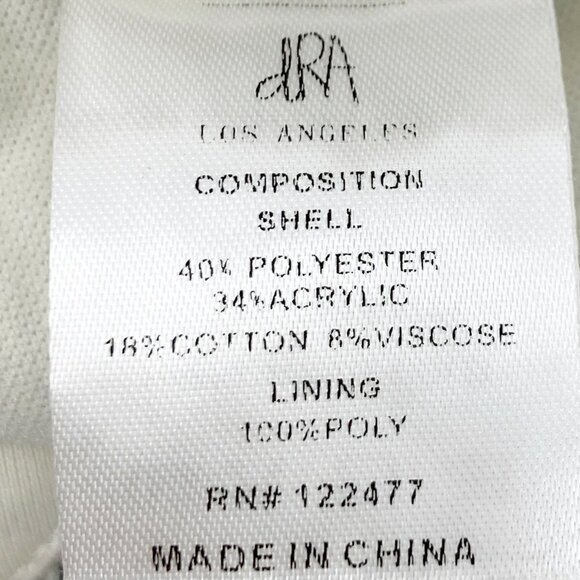 dRA
LOS ANGELES
COMPOSITION
SHELL
40% POLYESTER
34%ACRYLIC
18%COTTON 8%VISCOSE
LINING
100%POLY
RN# 122477
MADE IN CHINA